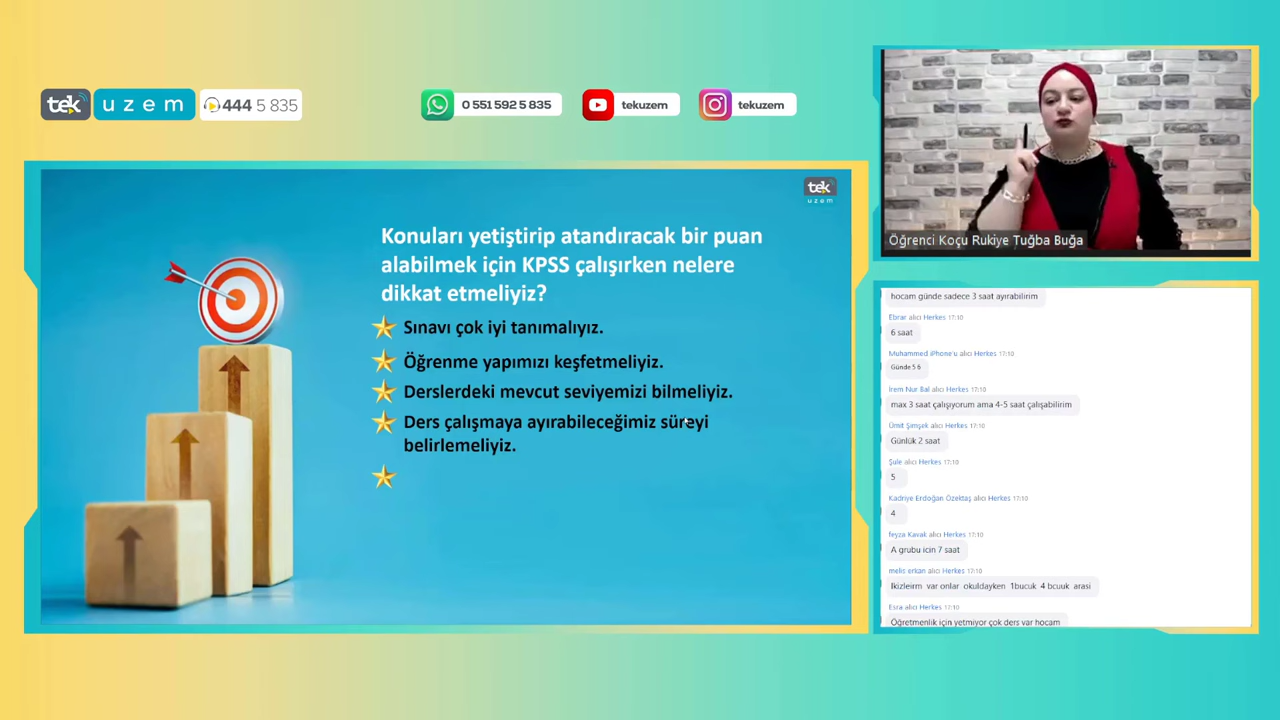 tek uzem 444 5 835
0 551 592 5 835
tekuzem
tekuzem
tek
uzem
Konuları yetiştirip atandıracak bir puan
alabilmek için KPSS çalışırken nelere
dikkat etmeliyiz?
Sınavı çok iyi tanımalıyız.
Öğrenme yapımızı keşfetmeliyiz.
Derslerdeki mevcut seviyemizi bilmeliyiz.
Ders çalışmaya ayırabileceğimiz süreyi
belirlemeliyiz.
Öğrenci Koçu Rukiye Tuğba Buğa
hocam günde sadece 3 saat ayırabilirim
Ebrar alıcı Herkes 17:10
6 saat
Muhammed iPhone'u alıcı Herkes 17:10
Günde 5 6
İrem Nur Bal alıcı Herkes 17:10
max 3 saat çalışıyorum ama 4-5 saat çalışabilirim
Ümit Şimşek alıcı Herkes 17:10
Günlük 2 saat
Şule alıcı Herkes 17:10
5
Kadriye Erdoğan Özektaş alıcı Herkes 17:10
4
feyza Kavak alıcı Herkes 17:10
A grubu icin 7 saat
melis erkan alıcı Herkes 17:10
Ikizleirm var onlar okuldayken 1bucuk 4 bcuuk arasi
Esra alıcı Herkes 17:10
Öğretmenlik için yetmiyor çok ders var hocam